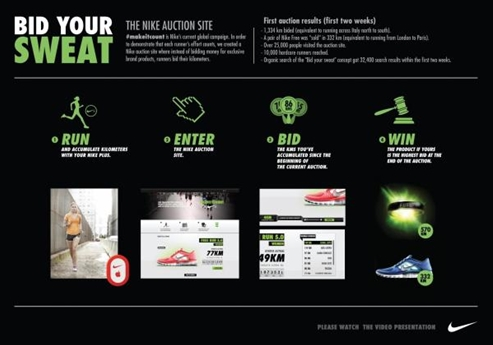 BID YOUR
SWEAT
THE NIKE AUCTION SITE
#makeitcount is Nike's current global campaign. In order to
demonstrate that each runner's effort counts, we created a
Nike auction site where instead of bidding money for exclusive
brand products, runners bid their kilometers.
First auction results (first two weeks)
- 1,334 km bided (equivalent to running across Italy north to south).
- A pair of Nike Free was "sold" in 332 km (equivalent to running from London to Paris).
- Over 25,000 people visited the auction site.
- 10,000 hardcore runners reached.
- Organic search of the "Bid your sweat" concept got 32,400 search results within the first two weeks.
1 RUN
AND ACCUMULATE KILOMETERS
WITH YOUR NIKE PLUS.
2 ENTER
THE NIKE AUCTION
SITE.
86
3 BID
THE KMS YOU'VE
ACCUMULATED SINCE THE
BEGINNING OF
THE CURRENT AUCTION.
4 WIN
THE PRODUCT IF YOURS
IS THE HIGHEST BID AT THE
END OF THE AUCTION.
FREE RUN 5.0
77KM
RUN 5.0
49KM
570
KM
332
KM
PLEASE WATCH THE VIDEO PRESENTATION